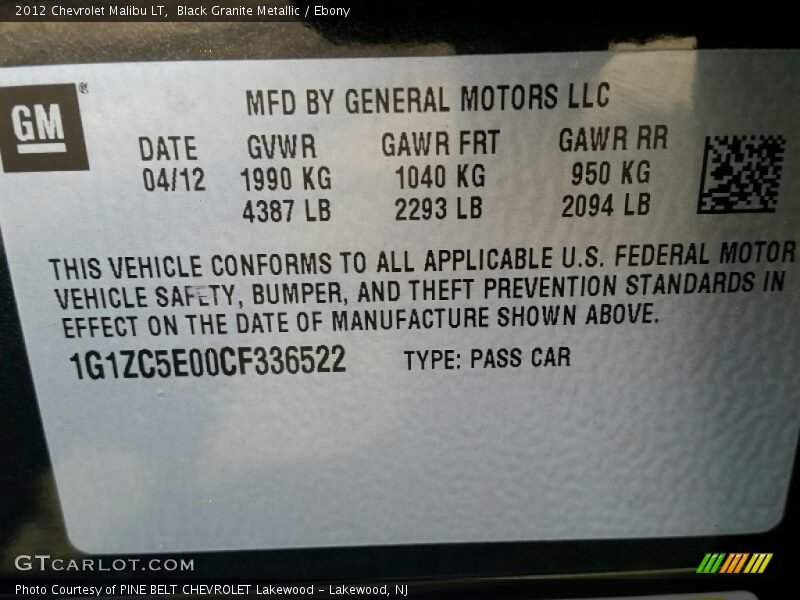 2012 Chevrolet Malibu LT, Black Granite Metallic / Ebony
GM ®
MFD BY GENERAL MOTORS LLC
DATE GVWR GAWR FRT GAWR RR
04/12 1990 KG 1040 KG 950 KG
4387 LB 2293 LB 2094 LB
THIS VEHICLE CONFORMS TO ALL APPLICABLE U.S. FEDERAL MOTOR
VEHICLE SAFETY, BUMPER, AND THEFT PREVENTION STANDARDS IN
EFFECT ON THE DATE OF MANUFACTURE SHOWN ABOVE.
1G1ZC5E00CF336522 TYPE: PASS CAR
GTCARLOT.COM
Photo Courtesy of PINE BELT CHEVROLET Lakewood - Lakewood, NJ